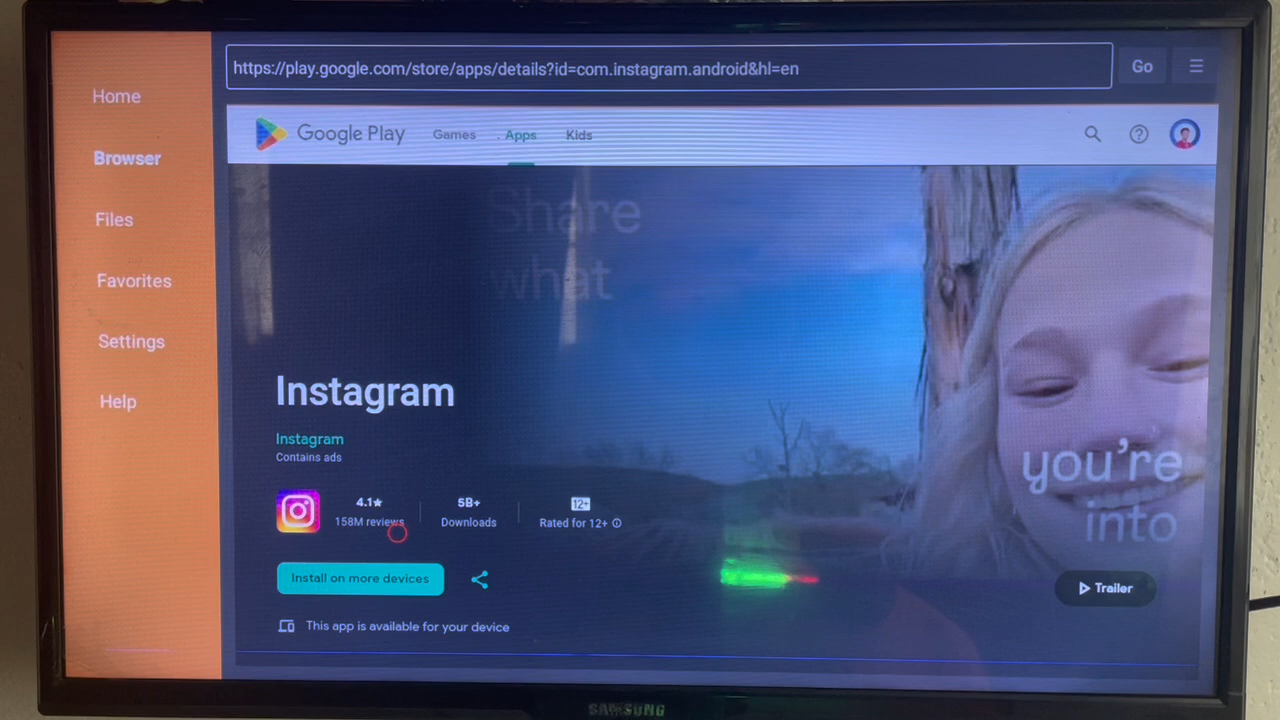 https://play.google.com/store/apps/details?id=com.instagram.android&hl=en
Go
Home
Browser
Files
Favorites
Settings
Help
Google Play
Games
Apps
Kids
Share
what
Instagram
Instagram
Contains ads
4.1★
158M reviews
5B+
Downloads
12+
Rated for 12+
you're
into
Install on more devices
Trailer
This app is available for your device
SAMSUNG